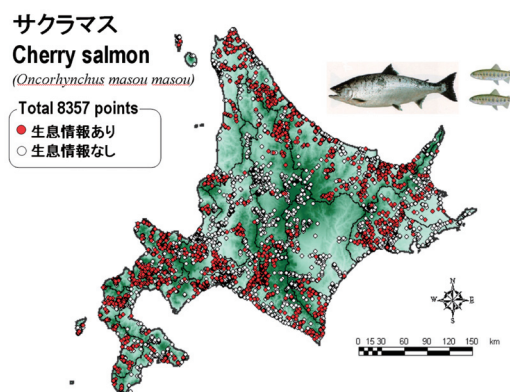 サクラマス
Cherry salmon
(Oncorhynchus masou masou)
Total 8357 points
生息情報あり
生息情報なし
N
W E
S
0 15 30 60 90 120 150 km